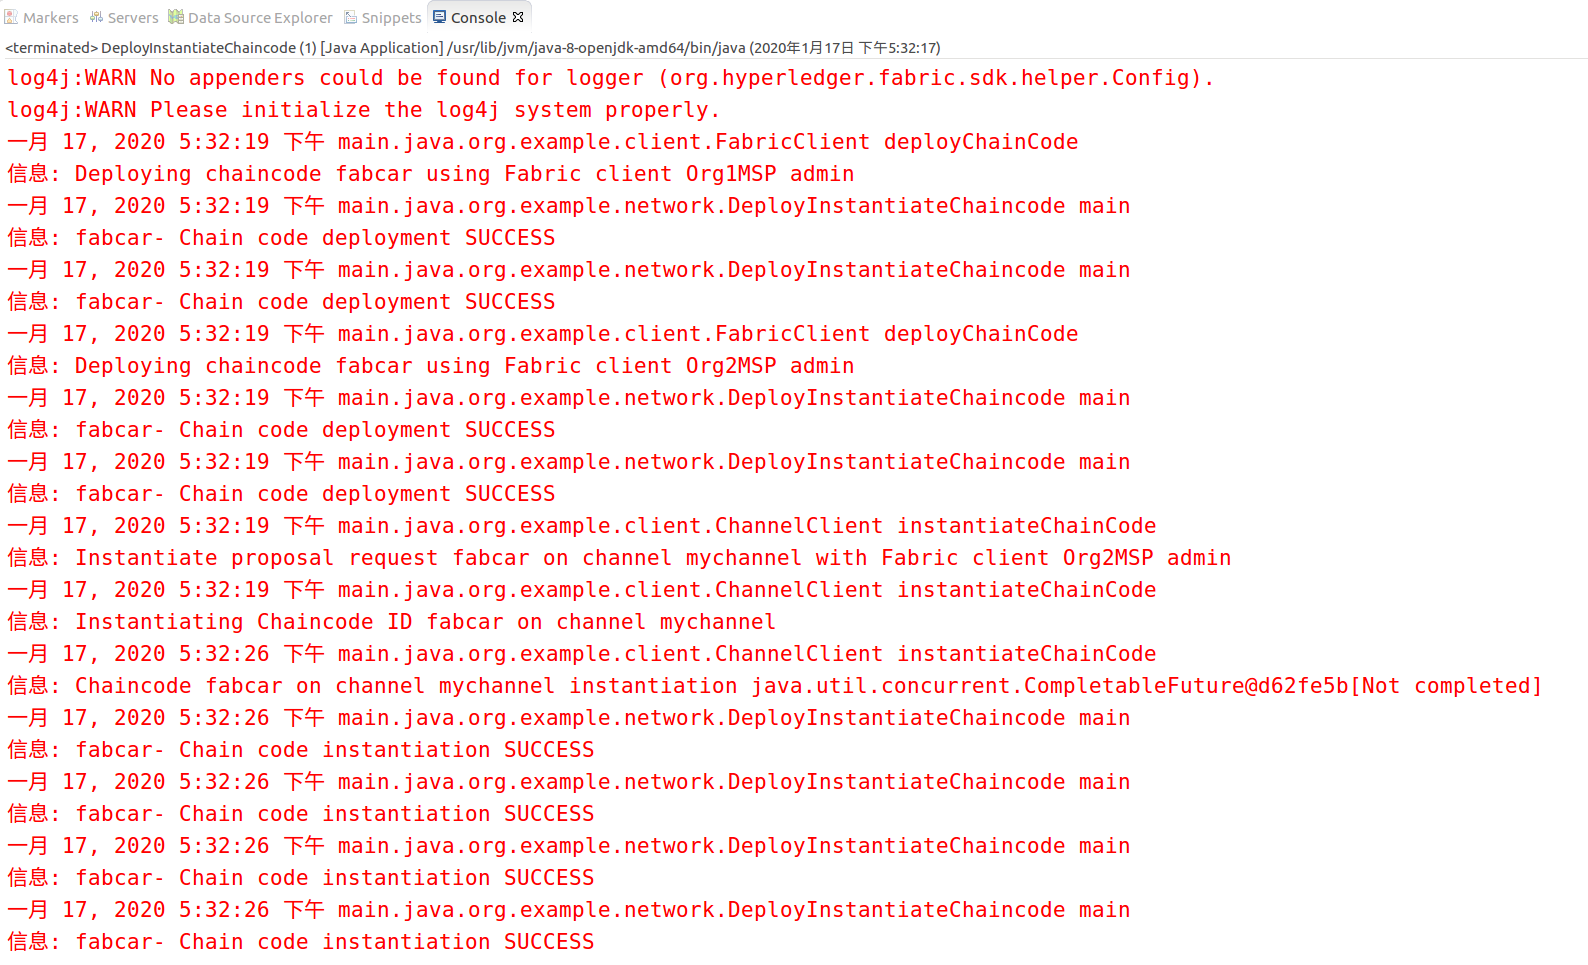 Markers Servers Data Source Explorer Snippets Console
<terminated> DeployInstantiateChaincode (1) [Java Application] /usr/lib/jvm/java-8-openjdk-amd64/bin/java (2020年1月17日 下午5:32:17)
log4j:WARN No appenders could be found for logger (org.hyperledger.fabric.sdk.helper.Config).
log4j:WARN Please initialize the log4j system properly.
一月 17, 2020 5:32:19 下午 main.java.org.example.client.FabricClient deployChainCode
信息: Deploying chaincode fabcar using Fabric client Org1MSP admin
一月 17, 2020 5:32:19 下午 main.java.org.example.network.DeployInstantiateChaincode main
信息: fabcar- Chain code deployment SUCCESS
一月 17, 2020 5:32:19 下午 main.java.org.example.network.DeployInstantiateChaincode main
信息: fabcar- Chain code deployment SUCCESS
一月 17, 2020 5:32:19 下午 main.java.org.example.client.FabricClient deployChainCode
信息: Deploying chaincode fabcar using Fabric client Org2MSP admin
一月 17, 2020 5:32:19 下午 main.java.org.example.network.DeployInstantiateChaincode main
信息: fabcar- Chain code deployment SUCCESS
一月 17, 2020 5:32:19 下午 main.java.org.example.network.DeployInstantiateChaincode main
信息: fabcar- Chain code deployment SUCCESS
一月 17, 2020 5:32:19 下午 main.java.org.example.client.ChannelClient instantiateChainCode
信息: Instantiate proposal request fabcar on channel mychannel with Fabric client Org2MSP admin
一月 17, 2020 5:32:19 下午 main.java.org.example.client.ChannelClient instantiateChainCode
信息: Instantiating Chaincode ID fabcar on channel mychannel
一月 17, 2020 5:32:26 下午 main.java.org.example.client.ChannelClient instantiateChainCode
信息: Chaincode fabcar on channel mychannel instantiation java.util.concurrent.CompletableFuture@d62fe5b[Not completed]
一月 17, 2020 5:32:26 下午 main.java.org.example.network.DeployInstantiateChaincode main
信息: fabcar- Chain code instantiation SUCCESS
一月 17, 2020 5:32:26 下午 main.java.org.example.network.DeployInstantiateChaincode main
信息: fabcar- Chain code instantiation SUCCESS
一月 17, 2020 5:32:26 下午 main.java.org.example.network.DeployInstantiateChaincode main
信息: fabcar- Chain code instantiation SUCCESS
一月 17, 2020 5:32:26 下午 main.java.org.example.network.DeployInstantiateChaincode main
信息: fabcar- Chain code instantiation SUCCESS